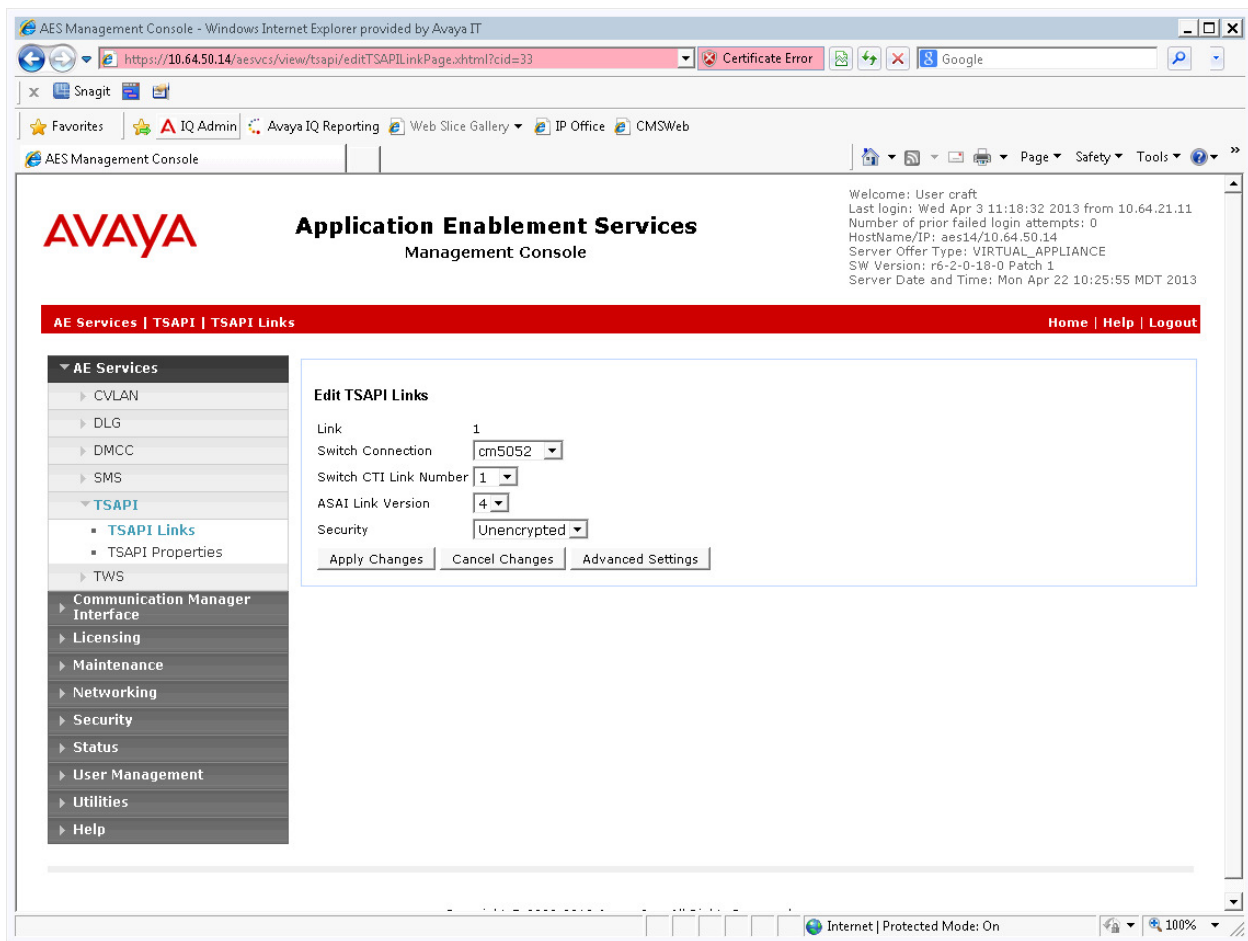 AES Management Console - Windows Internet Explorer provided by Avaya IT
https://10.64.50.14/aesvcs/view/tsapi/editTSAPILinkPage.xhtml?cid=33 Certificate Error Google
x Snagit
Favorites IQ Admin Avaya IQ Reporting Web Slice Gallery IP Office CMSWeb
AES Management Console Page Safety Tools »
Welcome: User craft
Last login: Wed Apr 3 11:18:32 2013 from 10.64.21.11
Number of prior failed login attempts: 0
HostName/IP: aes14/10.64.50.14
Server Offer Type: VIRTUAL_APPLIANCE
SW Version: r6-2-0-18-0 Patch 1
Server Date and Time: Mon Apr 22 10:25:55 MDT 2013
AVAYA
Application Enablement Services
Management Console
AE Services | TSAPI | TSAPI Links Home | Help | Logout
AE Services
CVLAN
DLG
DMCC
SMS
TSAPI
TSAPI Links
TSAPI Properties
TWS
Communication Manager
Interface
Licensing
Maintenance
Networking
Security
Status
User Management
Utilities
Help
Edit TSAPI Links
Link 1
Switch Connection cm5052
Switch CTI Link Number 1
ASAI Link Version 4
Security Unencrypted
Apply Changes Cancel Changes Advanced Settings
Internet | Protected Mode: On 100%